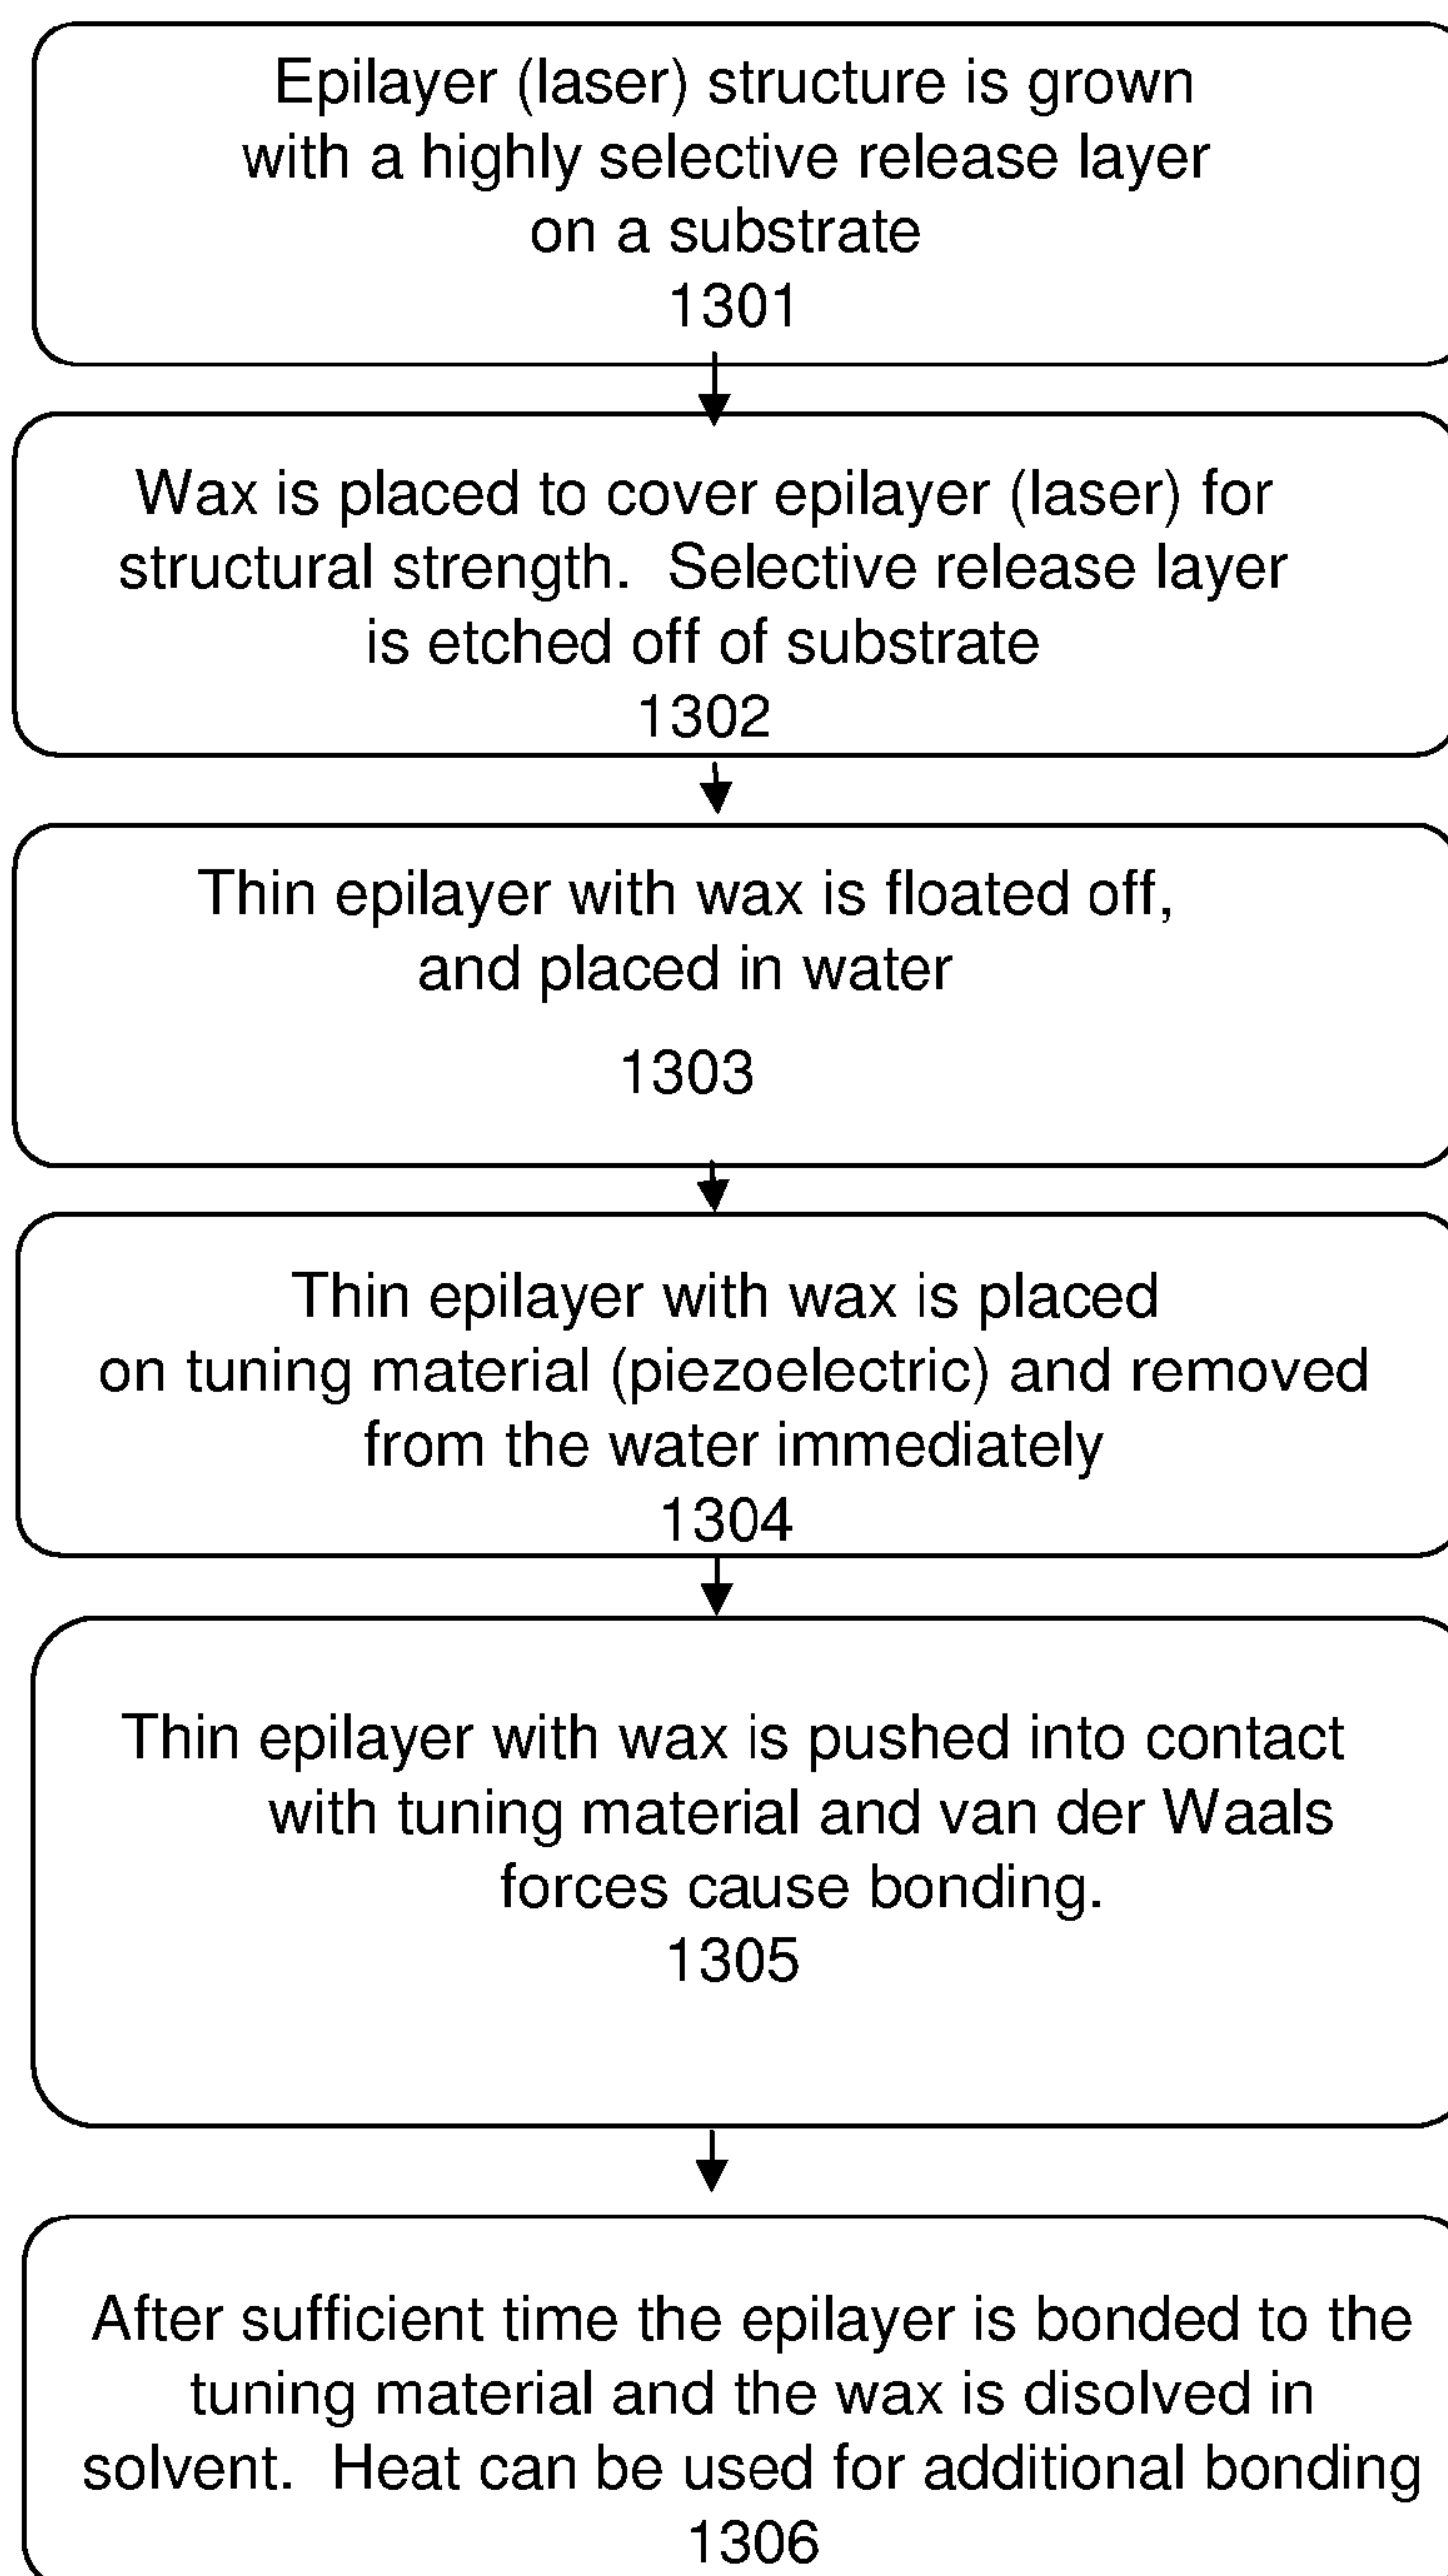 Epilayer (laser) structure is grown
with a highly selective release layer
on a substrate
1301
Wax is placed to cover epilayer (laser) for
structural strength.  Selective release layer
is etched off of substrate
1302
Thin epilayer with wax is floated off,
and placed in water
1303
Thin epilayer with wax is placed
on tuning material (piezoelectric) and removed
from the water immediately
1304
Thin epilayer with wax is pushed into contact
with tuning material and van der Waals
forces cause bonding.
1305
After sufficient time the epilayer is bonded to the
tuning material and the wax is disolved in
solvent.  Heat can be used for additional bonding
1306